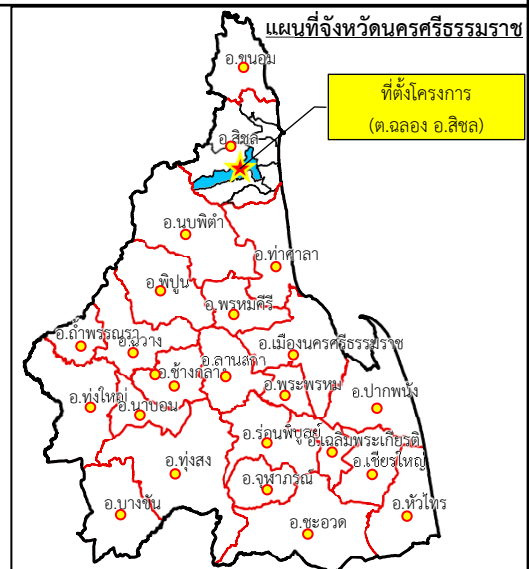 แผนที่จังหวัดนครศรีธรรมราช
อ.ขนอม
ที่ตั้งโครงการ
(ต.ฉลอง อ.สิชล)
อ.สิชล
อ.นบพิตำ
อ.ท่าศาลา
อ.พิปูน
อ.พรหมคีรี
อ.ถ้ำพรรณรา
อ.ฉวาง
อ.เมืองนครศรีธรรมราช
อ.ลานสกา
อ.ช้างกลาง
อ.พระพรหม
อ.ปากพนัง
อ.ทุ่งใหญ่
อ.นาบอน
อ.ร่อนพิบูลย์
อ.เฉลิมพระเกียรติ
อ.ทุ่งสง
อ.เชียรใหญ่
อ.จุฬาภรณ์
อ.บางขัน
อ.หัวไทร
อ.ชะอวด